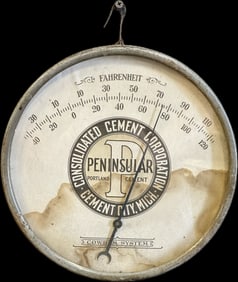 FAHRENHEIT
30 10 10 30 50 70 90 110
40 20 0 20 40 60 80 100 120
CONSOLIDATED CEMENT CORPORATION
P
PENINSULAR
PORTLAND CEMENT
CEMENT CITY, MICH.
SYSTEM